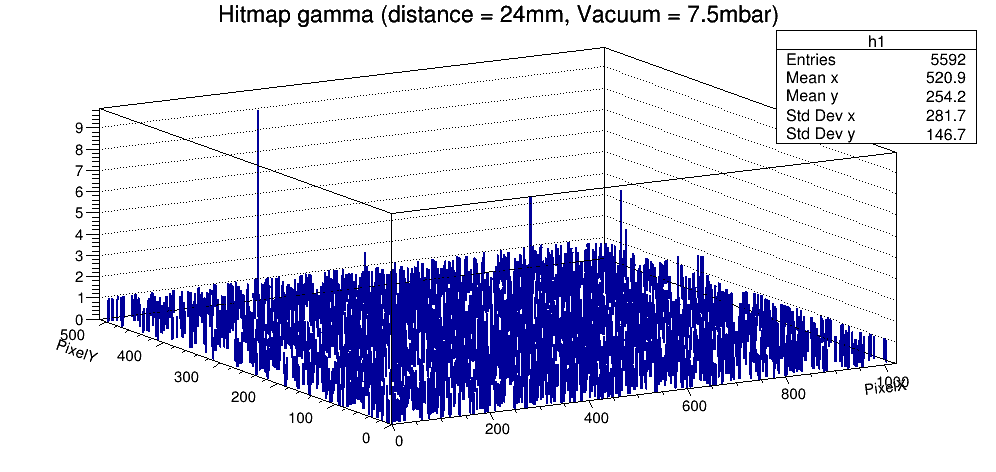 Hitmap gamma (distance = 24mm, Vacuum = 7.5mbar)
h1
Entries 5592
Mean x 520.9
Mean y 254.2
Std Dev x 281.7
Std Dev y 146.7
9
8
7
6
5
4
3
2
1
0
500
PixelY
400
300
200
100
0
0
200
400
600
800
1000
PixelX